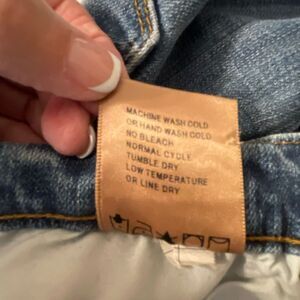 MACHINE WASH COLD
OR HAND WASH COLD
NO BLEACH
NORMAL CYCLE
TUMBLE DRY
LOW TEMPERATURE
OR LINE DRY